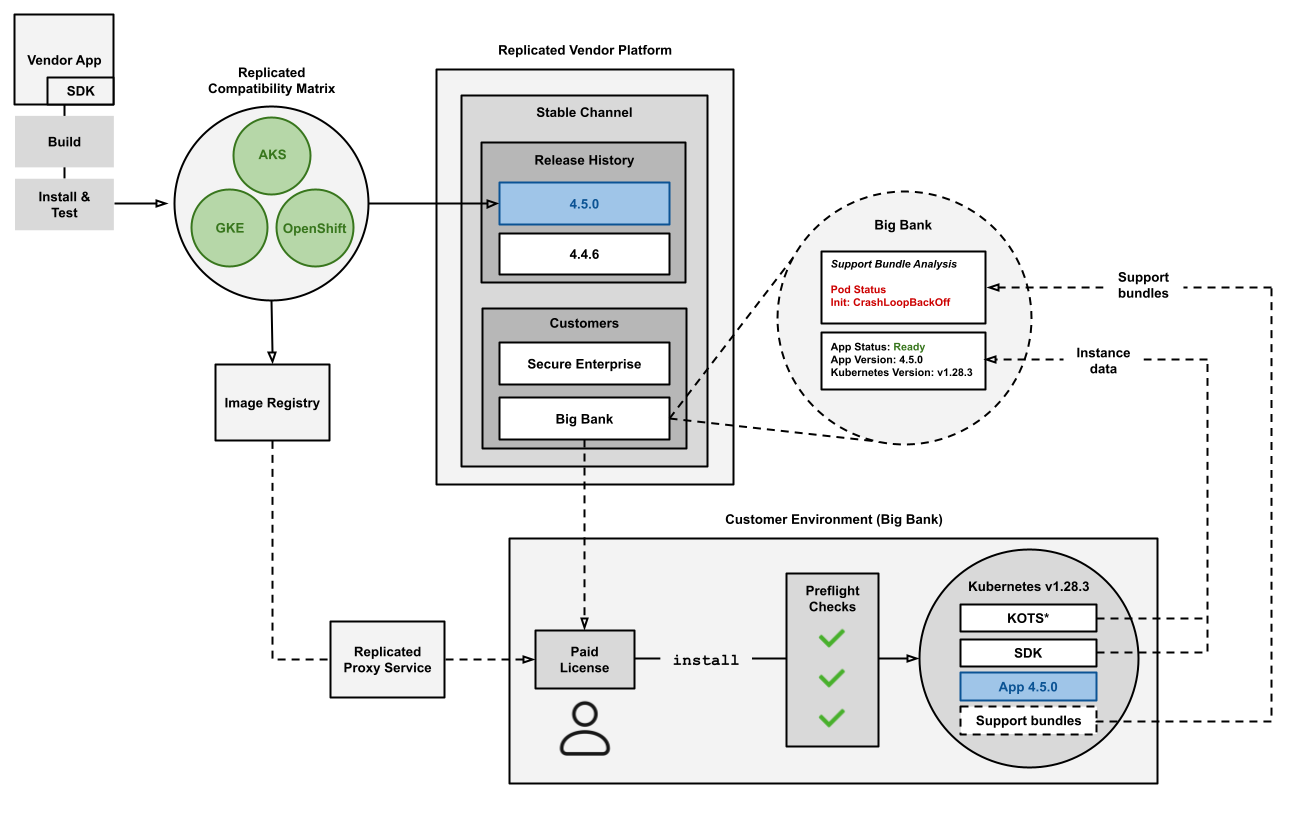 Vendor App
SDK
Build
Install &
Test
Replicated
Compatibility Matrix
AKS
GKE
OpenShift
Image Registry
Replicated Vendor Platform
Stable Channel
Release History
4.5.0
4.4.6
Customers
Secure Enterprise
Big Bank
Big Bank
Support Bundle Analysis
Pod Status
Init: CrashLoopBackOff
App Status: Ready
App Version: 4.5.0
Kubernetes Version: v1.28.3
Support
bundles
Instance
data
Customer Environment (Big Bank)
Replicated
Proxy Service
Paid
License
install
Preflight
Checks
Kubernetes v1.28.3
KOTS*
SDK
App 4.5.0
Support bundles